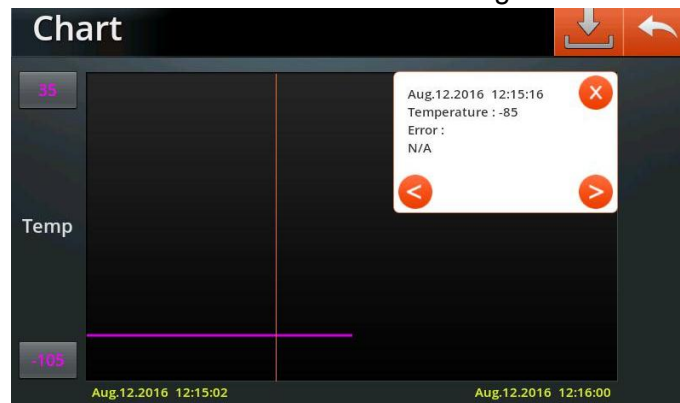 Chart
35
Aug.12.2016 12:15:16
Temperature : -85
Error :
N/A
Temp
-105
Aug.12.2016 12:15:02
Aug.12.2016 12:16:00